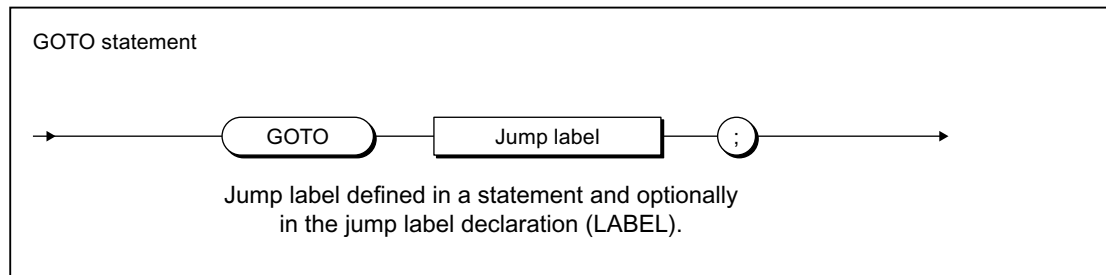 GOTO statement
GOTO
Jump label
;
Jump label defined in a statement and optionally
in the jump label declaration (LABEL).